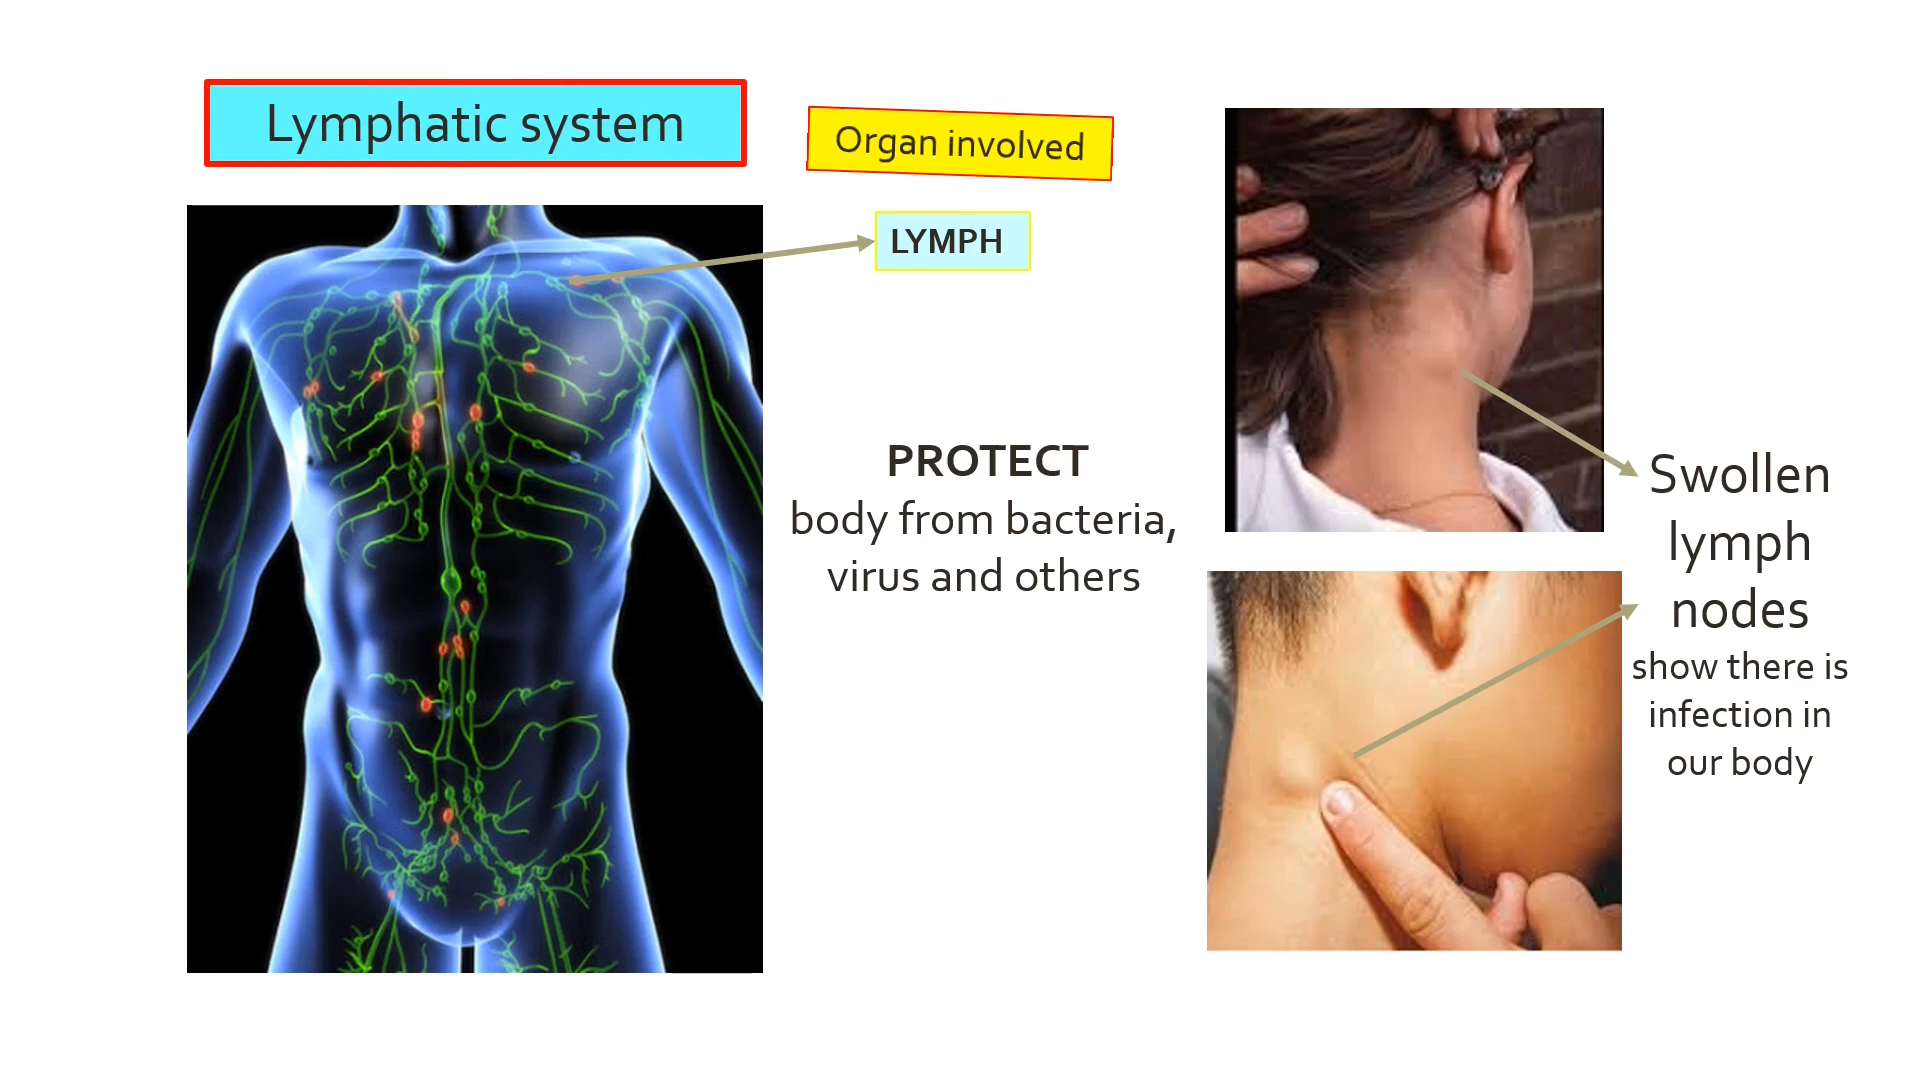 Lymphatic system
Organ involved
LYMPH
PROTECT
body from bacteria,
virus and others
Swollen
lymph
nodes
show there is
infection in
our body